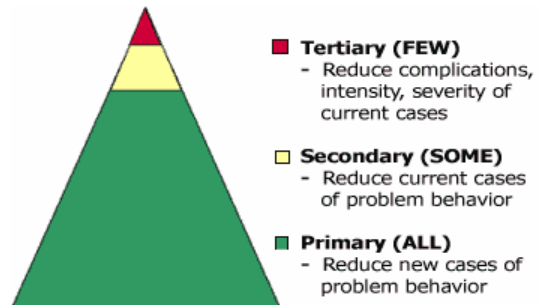 Tertiary (FEW)
- Reduce complications,
intensity, severity of
current cases
Secondary (SOME)
- Reduce current cases
of problem behavior
Primary (ALL)
- Reduce new cases of
problem behavior